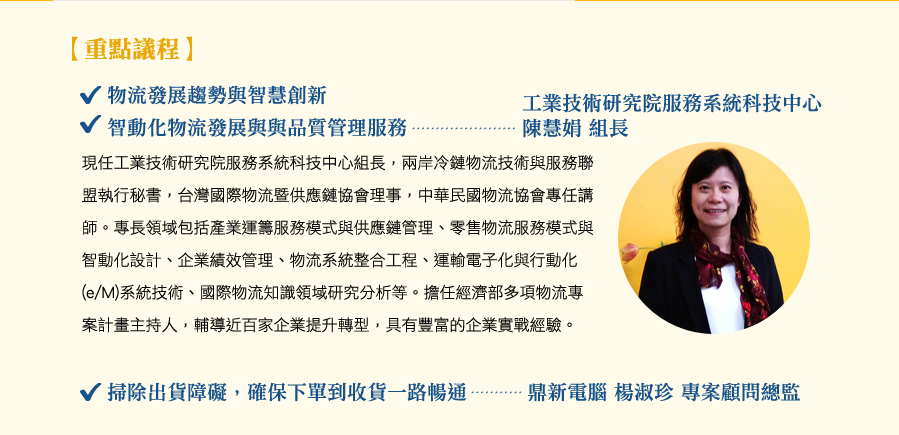 【重點議程】
物流發展趨勢與智慧創新
智動化物流發展與與品質管理服務
工業技術研究院服務系統科技中心
陳慧娟 組長
現任工業技術研究院服務系統科技中心組長，兩岸冷鏈物流技術與服務聯
盟執行秘書，台灣國際物流暨供應鏈協會理事，中華民國物流協會專任講
師。專長領域包括產業運籌服務模式與供應鏈管理、零售物流服務模式與
智動化設計、企業績效管理、物流系統整合工程、運輸電子化與行動化
(e/M)系統技術、國際物流知識領域研究分析等。擔任經濟部多項物流專
案計畫主持人，輔導近百家企業提升轉型，具有豐富的企業實戰經驗。
掃除出貨障礙，確保下單到收貨一路暢通 ⋯⋯⋯⋯ 鼎新電腦 楊淑珍 專案顧問總監